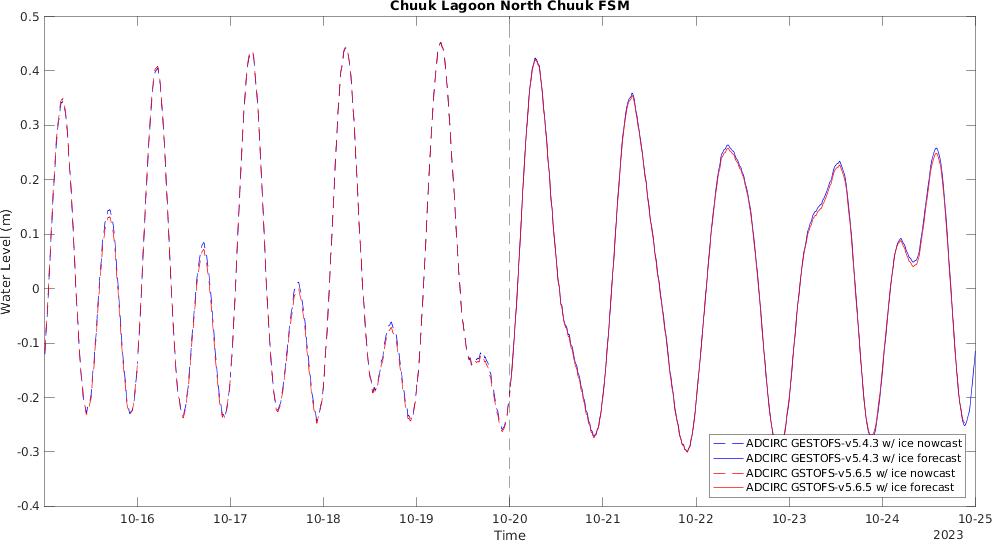 Chuuk Lagoon North Chuuk FSM
Water Level (m)
0.5
0.4
0.3
0.2
0.1
0
-0.1
-0.2
-0.3
-0.4
ADCIRC GESTOFS-v5.4.3 w/ ice nowcast
ADCIRC GESTOFS-v5.4.3 w/ ice forecast
ADCIRC GSTOFS-v5.6.5 w/ ice nowcast
ADCIRC GSTOFS-v5.6.5 w/ ice forecast
10-16 10-17 10-18 10-19 10-20 10-21 10-22 10-23 10-24 10-25
Time
2023